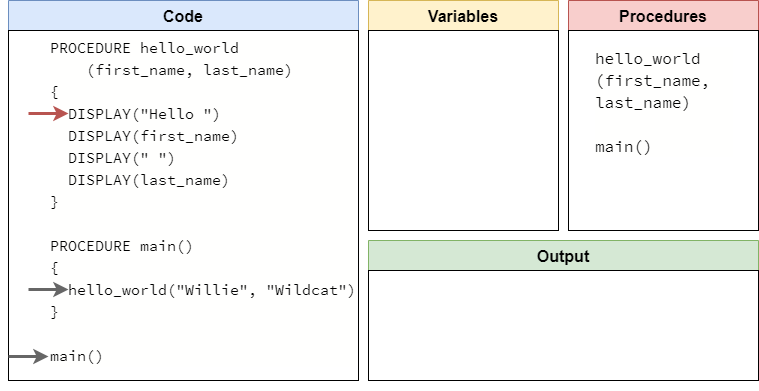 Code
PROCEDURE hello_world
(first_name, last_name)
{
DISPLAY("Hello ")
DISPLAY(first_name)
DISPLAY(" ")
DISPLAY(last_name)
}
PROCEDURE main()
{
hello_world("Willie", "Wildcat")
}
main()
Variables
Procedures
hello_world
(first_name,
last_name)
main()
Output